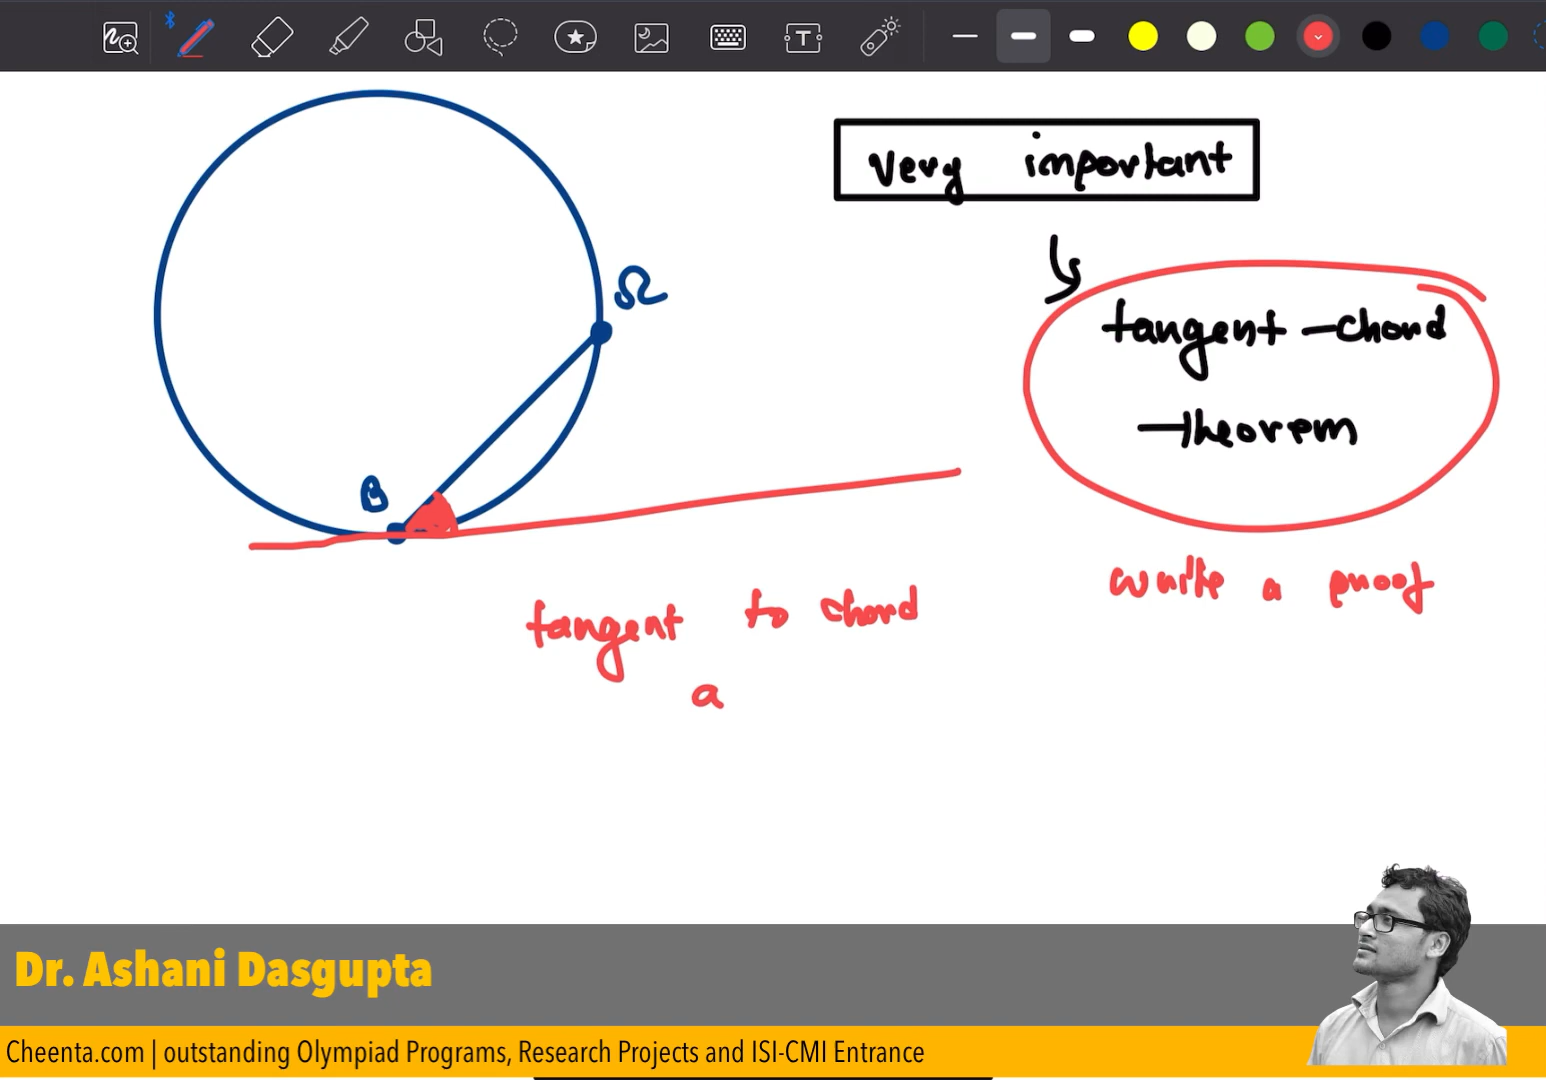 very important
Ω
tangent - chord
theorem
B
write a proof
tangent to chord
a
Dr. Ashani Dasgupta
Cheenta.com | outstanding Olympiad Programs, Research Projects and ISI-CMI Entrance